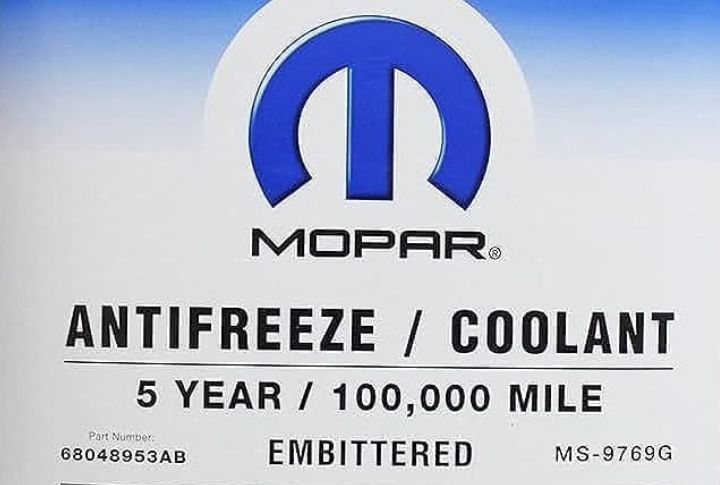 MOPAR®
ANTIFREEZE / COOLANT
5 YEAR / 100,000 MILE
Part Number:
68048953AB EMBITTERED MS-9769G